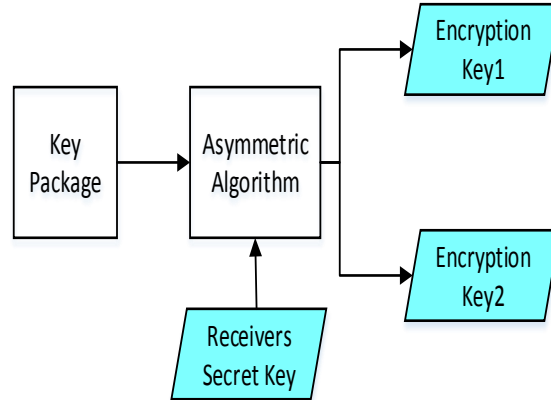 Encryption
Key1
Key
Package
Asymmetric
Algorithm
Encryption
Key2
Receivers
Secret Key